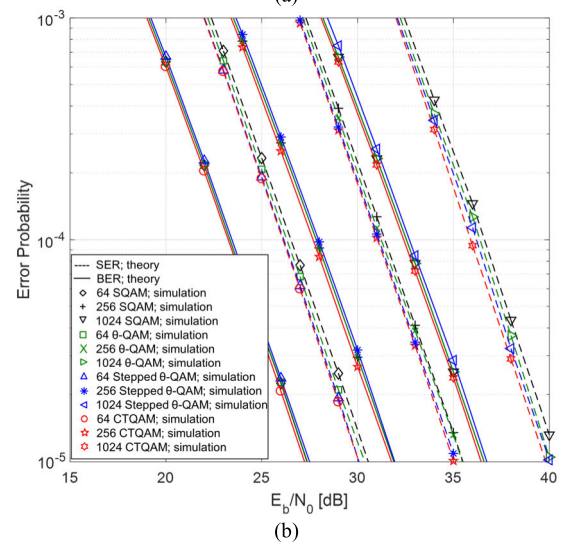 (a)
10^-3
10^-4
10^-5
Error Probability
SER; theory
BER; theory
64 SQAM; simulation
256 SQAM; simulation
1024 SQAM; simulation
64 θ-QAM; simulation
256 θ-QAM; simulation
1024 θ-QAM; simulation
64 Stepped θ-QAM; simulation
256 Stepped θ-QAM; simulation
1024 Stepped θ-QAM; simulation
64 CTQAM; simulation
256 CTQAM; simulation
1024 CTQAM; simulation
15 20 25 30 35 40
E_b/N_0 [dB]
(b)